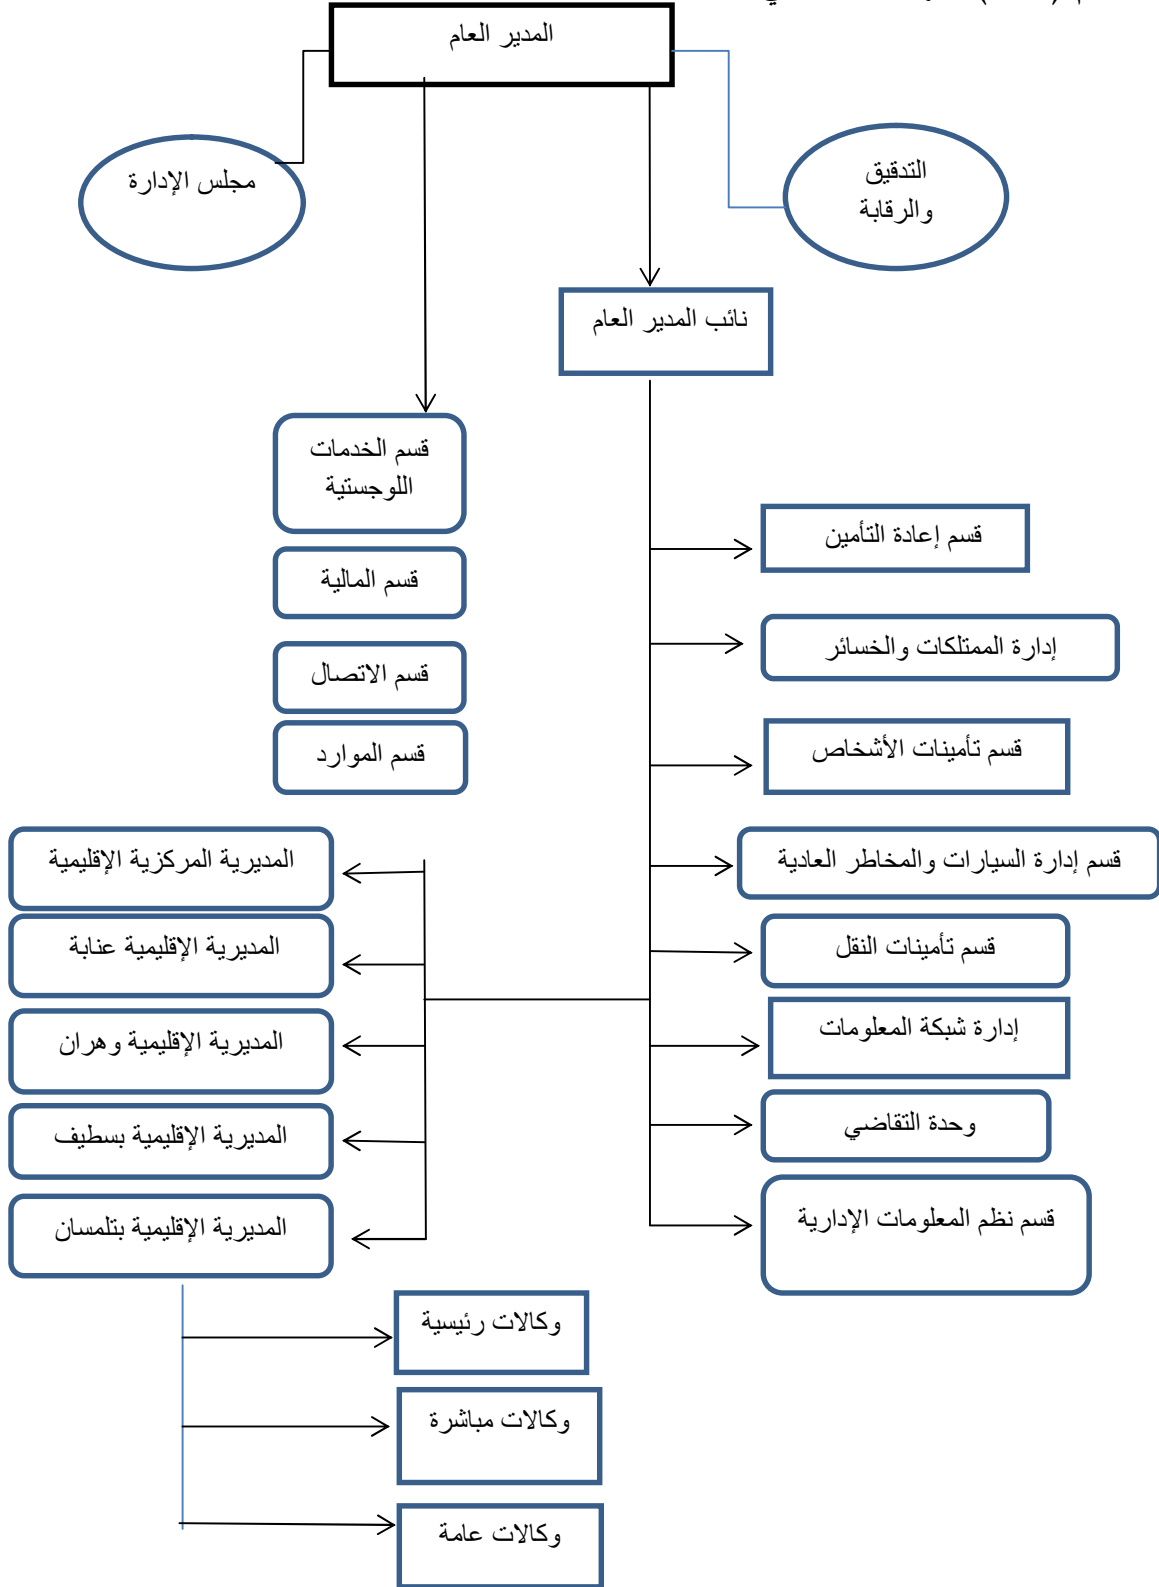 المدير العام
مجلس الإدارة
التدقيق
والرقابة
نائب المدير العام
قسم الخدمات
اللوجستية
قسم المالية
قسم الاتصال
قسم الموارد
قسم إعادة التأمين
إدارة الممتلكات والخسائر
قسم تأمينات الأشخاص
قسم إدارة السيارات والمخاطر العادية
قسم تأمينات النقل
إدارة شبكة المعلومات
وحدة التقاضي
قسم نظم المعلومات الإدارية
المديرية المركزية الإقليمية
المديرية الإقليمية عنابة
المديرية الإقليمية وهران
المديرية الإقليمية بسطيف
المديرية الإقليمية بتلمسان
وكالات رئيسية
وكالات مباشرة
وكالات عامة